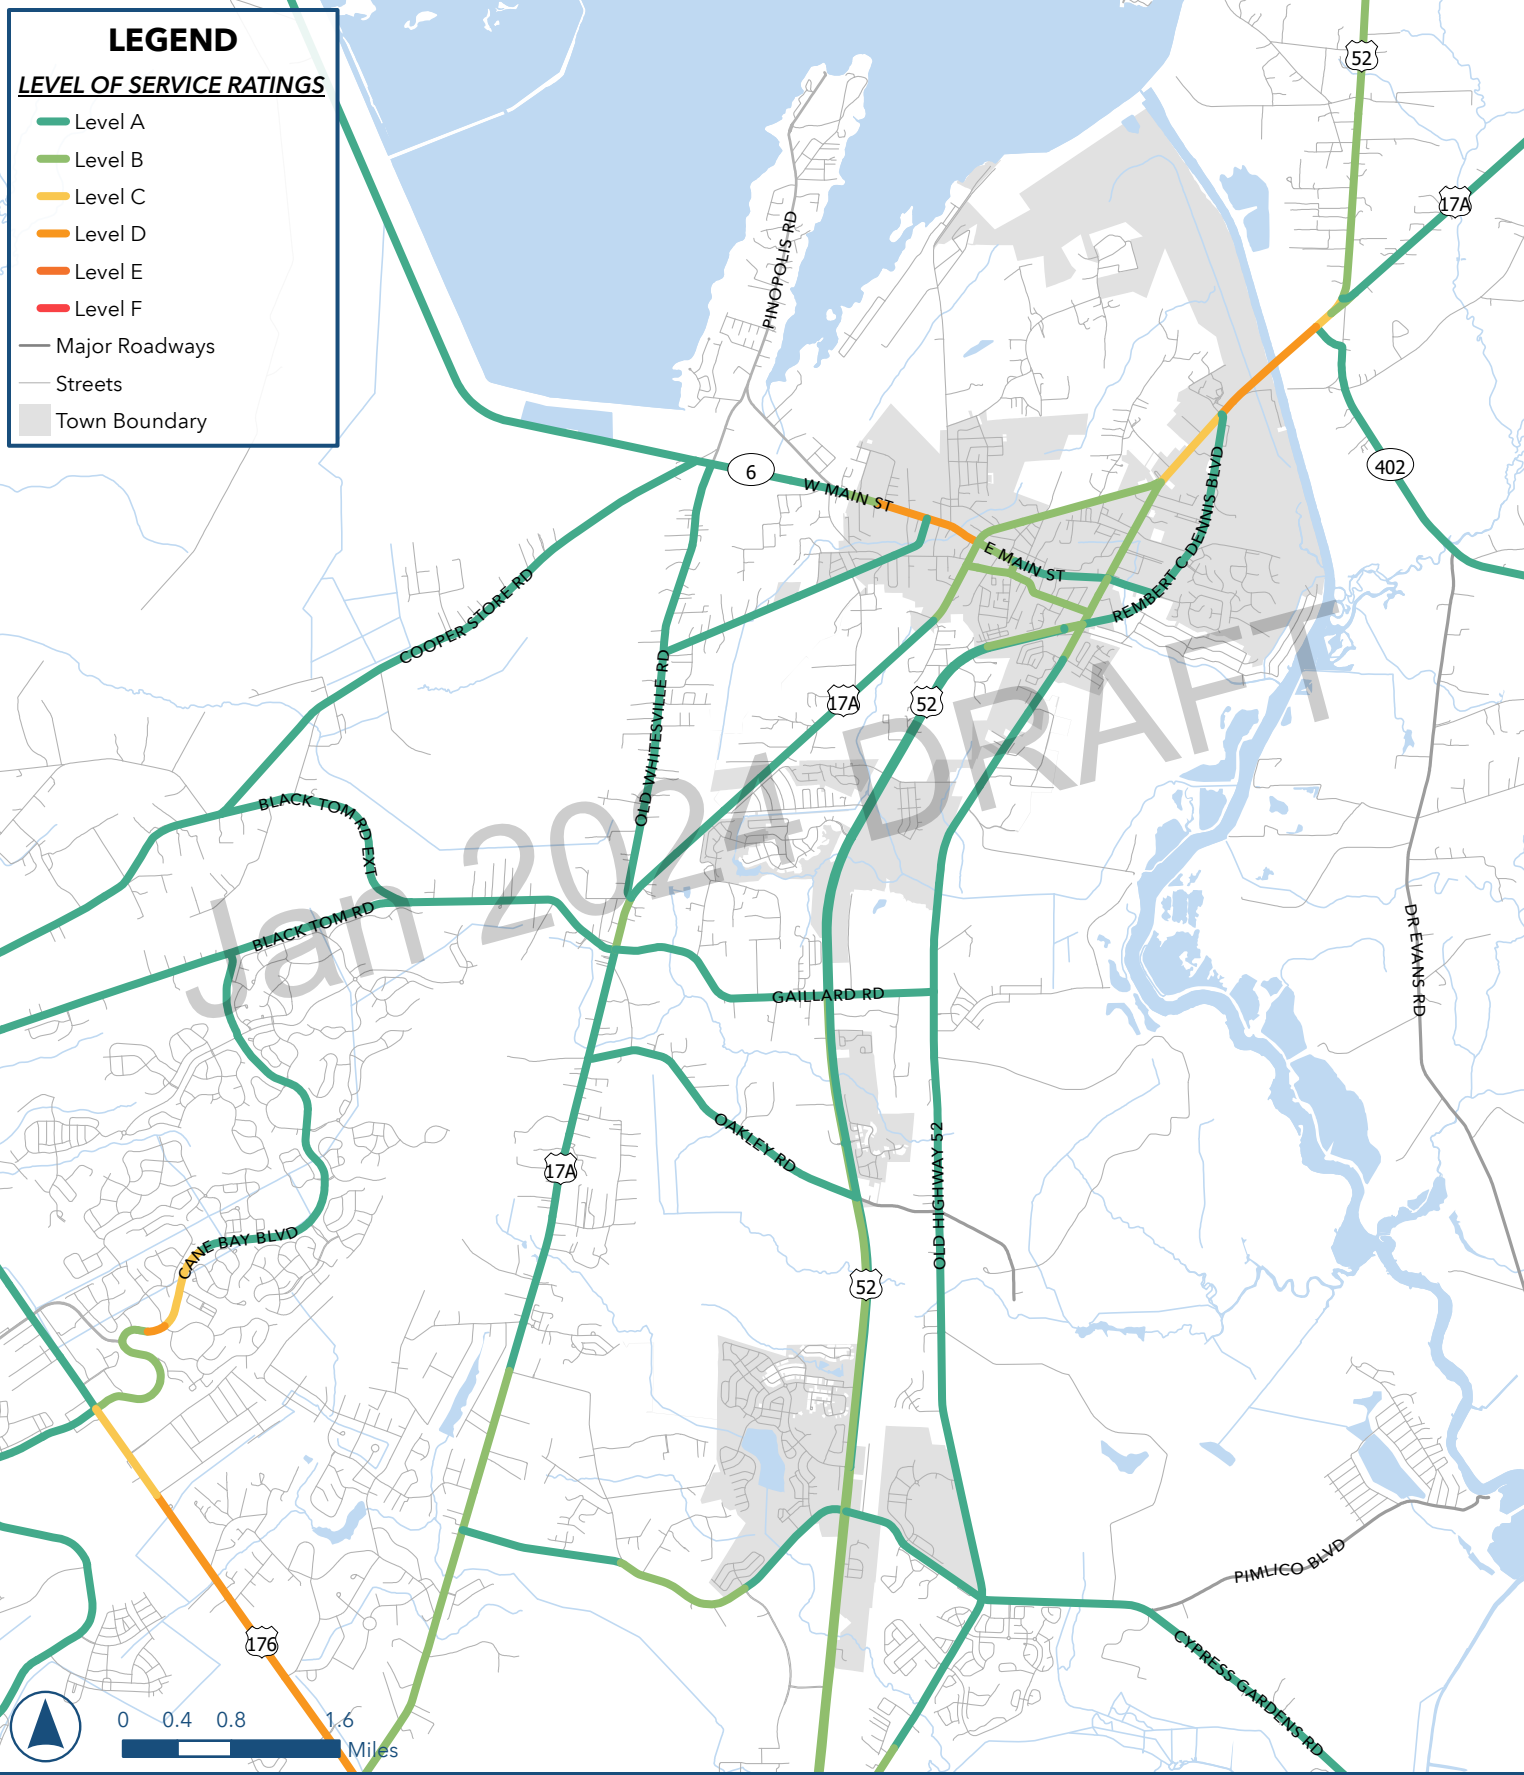 LEGEND
LEVEL OF SERVICE RATINGS
Level A
Level B
Level C
Level D
Level E
Level F
Major Roadways
Streets
Town Boundary
52
17A
PINOPOLIS RD
6
W MAIN ST
402
REMBERT C DENNIS BLVD
E MAIN ST
COOPER STORE RD
OLD WHITESVILLE RD
17A
52
Jan 2024 DRAFT
BLACK TOM RD EXT
BLACK TOM RD
DR EVANS RD
GAILLARD RD
OAKLEY RD
17A
OLD HIGHWAY 52
CANE BAY BLVD
52
PIMLICO BLVD
176
CYPRESS GARDENS RD
0 0.4 0.8 1.6
Miles